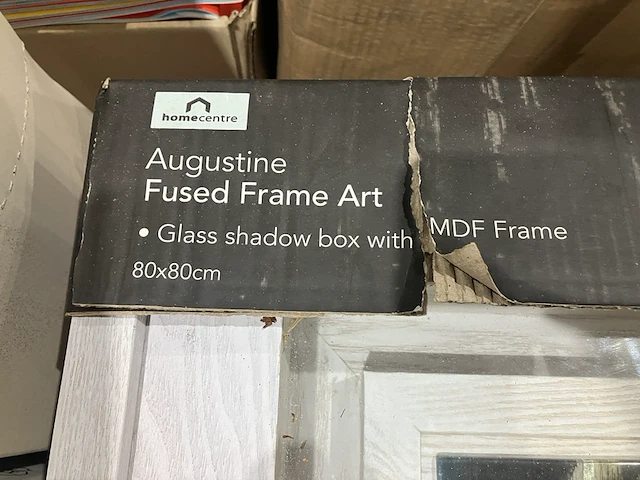 homecentre
Augustine
Fused Frame Art
• Glass shadow box with MDF Frame
80x80cm